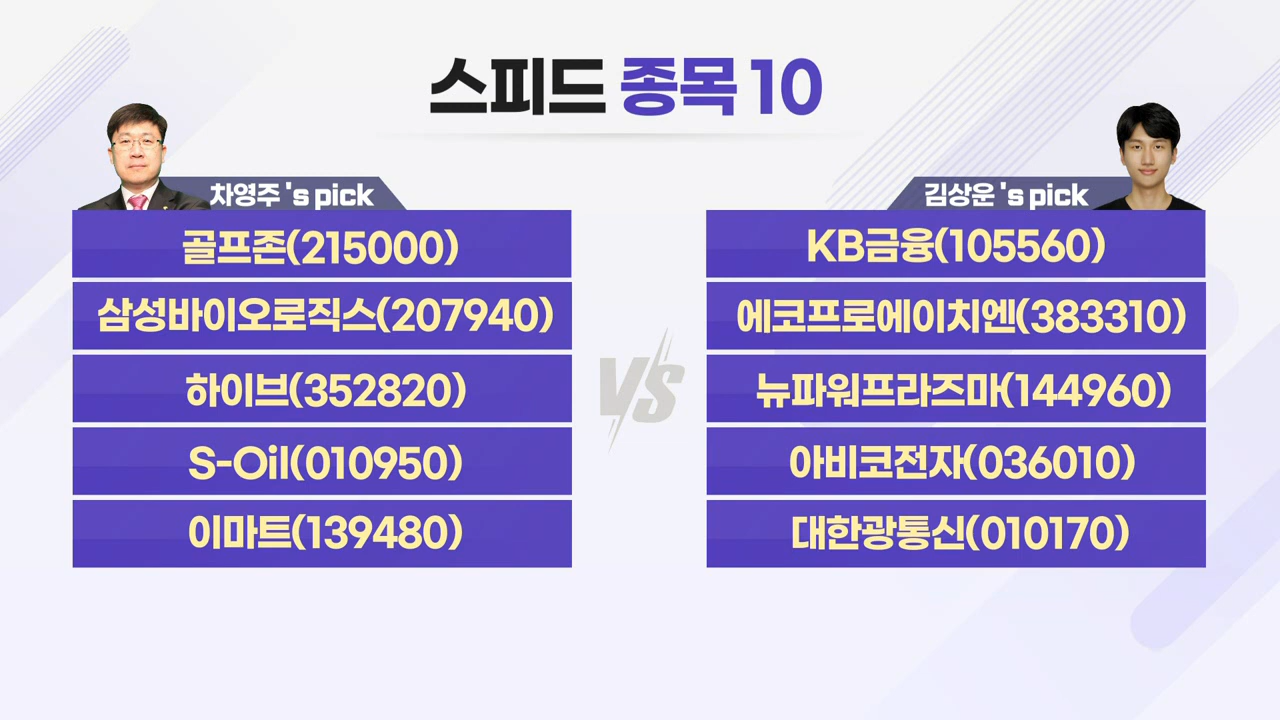 스피드 종목 10
차영주 's pick
골프존(215000)
삼성바이오로직스(207940)
하이브(352820)
S-Oil(010950)
이마트(139480)
VS
김상운 's pick
KB금융(105560)
에코프로에이치엔(383310)
뉴파워프라즈마(144960)
아비코전자(036010)
대한광통신(010170)